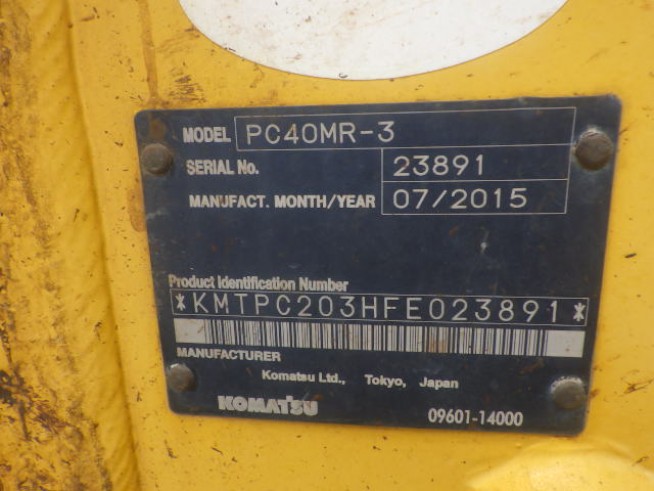 MODEL PC40MR-3
SERIAL No. 23891
MANUFACT. MONTH/YEAR 07/2015
Product Identification Number
*KMTPC203HFE023891*
MANUFACTURER
Komatsu Ltd., Tokyo, Japan
KOMATSU 09601-14000